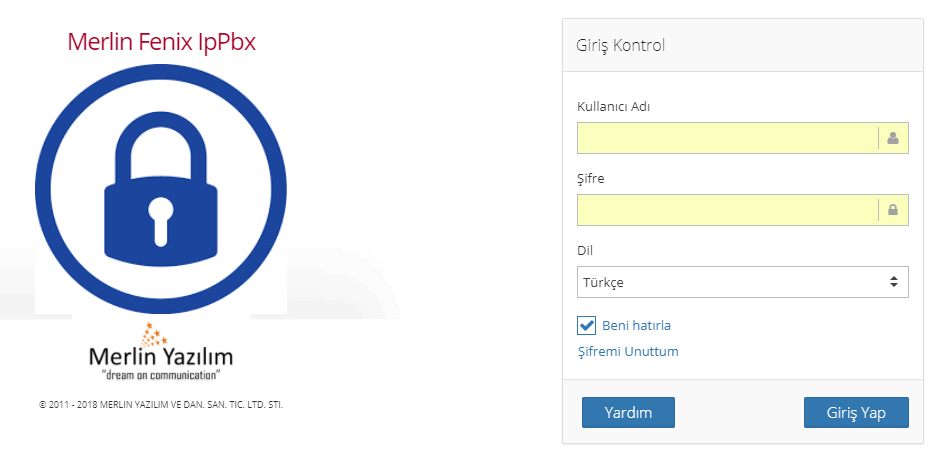 Merlin Fenix IpPbx
Merlin Yazılım
"dream on communication"
© 2011 - 2018 MERLIN YAZILIM VE DAN. SAN. TIC. LTD. STI.
Giriş Kontrol
Kullanıcı Adı
Şifre
Dil
Türkçe
Beni hatırla
Şifremi Unuttum
Yardım
Giriş Yap